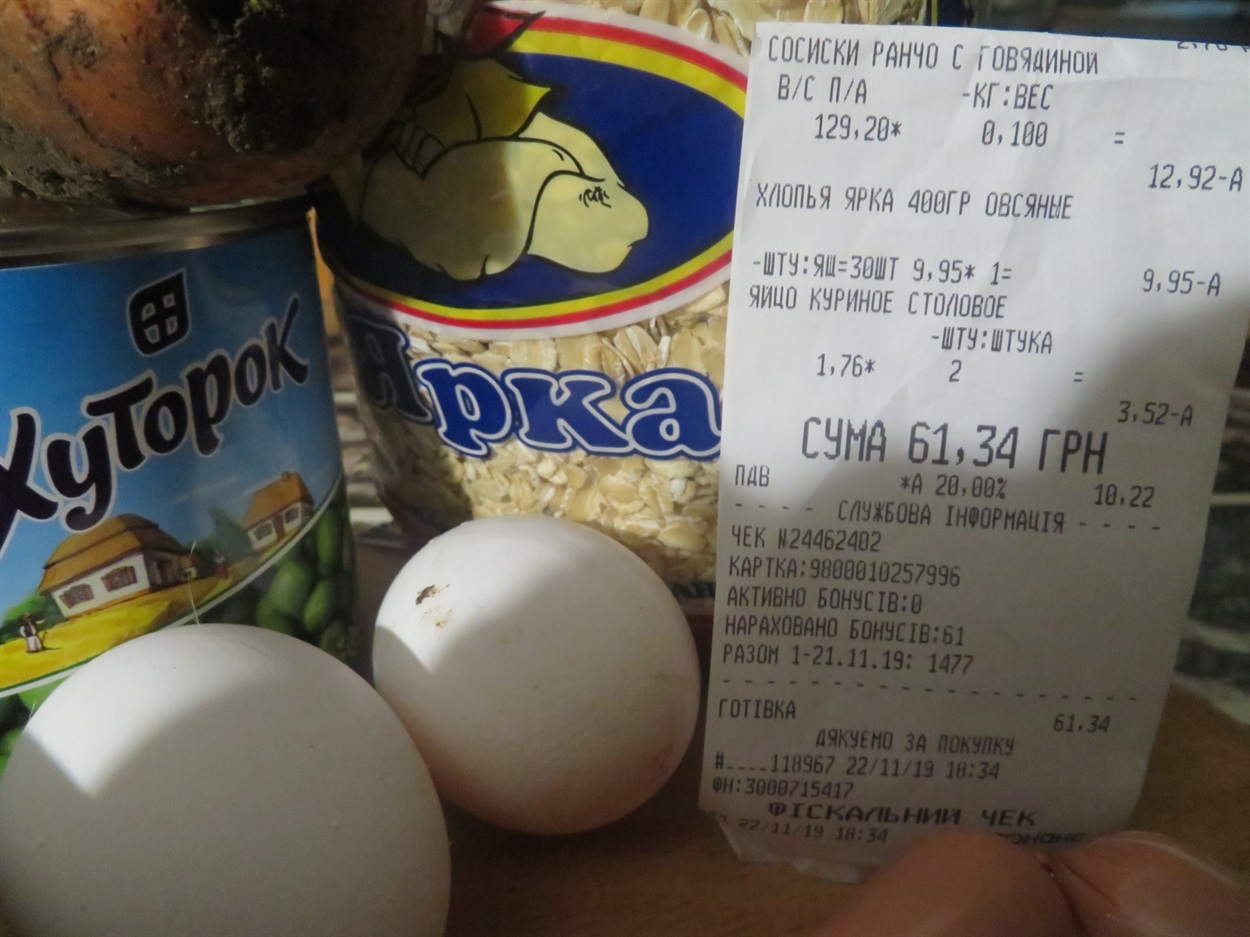 Хуторок
Ярка
СОСИСКИ РАНЧО С ГОВЯДИНОЙ
В/С П/А -КГ:ВЕС
129,20* 0,100 =
12,92-А
ХЛОПЬЯ ЯРКА 400ГР ОВСЯНЫЕ
-ШТУ:ЯЩ=30ШТ 9,95* 1= 9,95-А
ЯЙЦО КУРИНОЕ СТОЛОВОЕ
-ШТУ:ШТУКА
1,76* 2 =
3,52-А
СУМА 61,34 ГРН
ПДВ *А 20,00% 10,22
- - - - СЛУЖБОВА ІНФОРМАЦІЯ - - - -
ЧЕК N24462402
КАРТКА:9800010257996
АКТИВНО БОНУСІВ:0
НАРАХОВАНО БОНУСІВ:61
РАЗОМ 1-21.11.19: 1477
ГОТІВКА 61,34
ДЯКУЄМО ЗА ПОКУПКУ
#....118967 22/11/19 18:34
ФН:3000715417
ФІСКАЛЬНИЙ ЧЕК
22/11/19 18:34